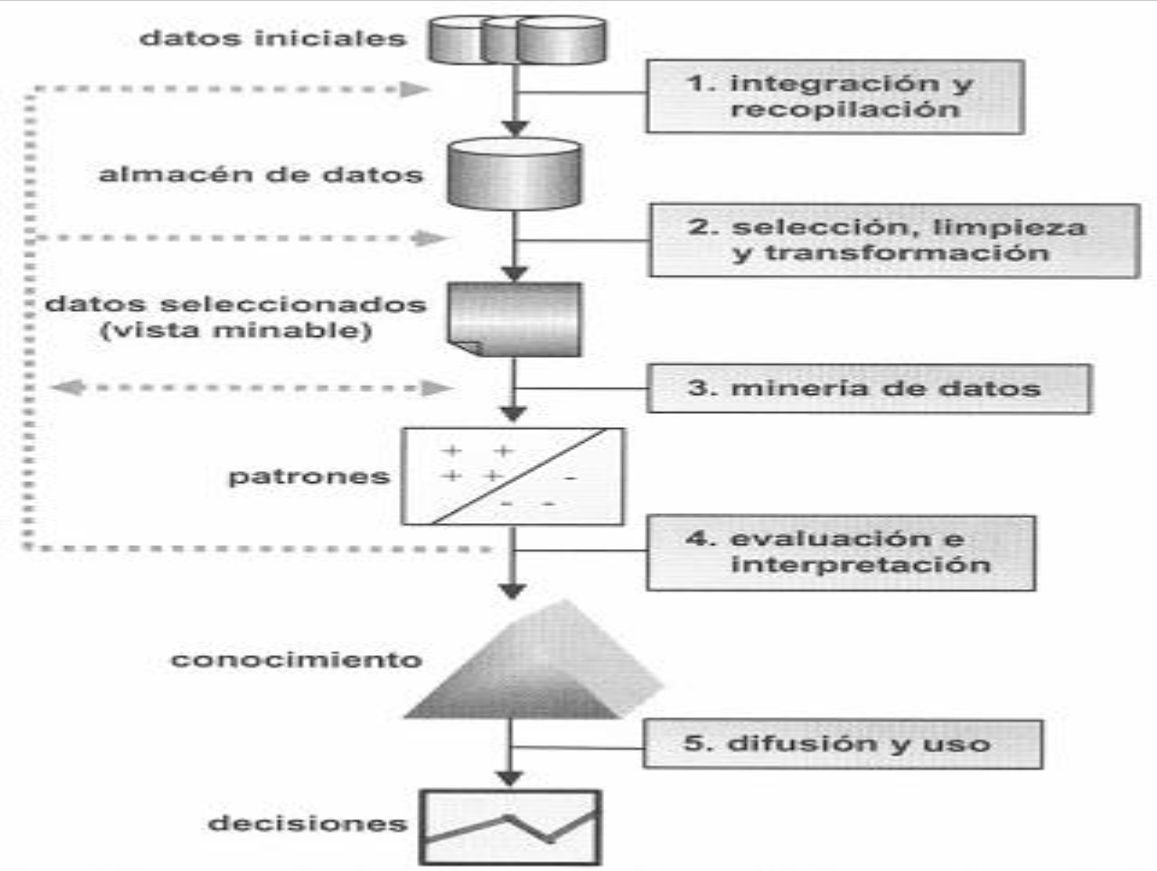 datos iniciales
1. integración y
recopilación
almacén de datos
2. selección, limpieza
y transformación
datos seleccionados
(vista minable)
3. minería de datos
patrones
4. evaluación e
interpretación
conocimiento
5. difusión y uso
decisiones